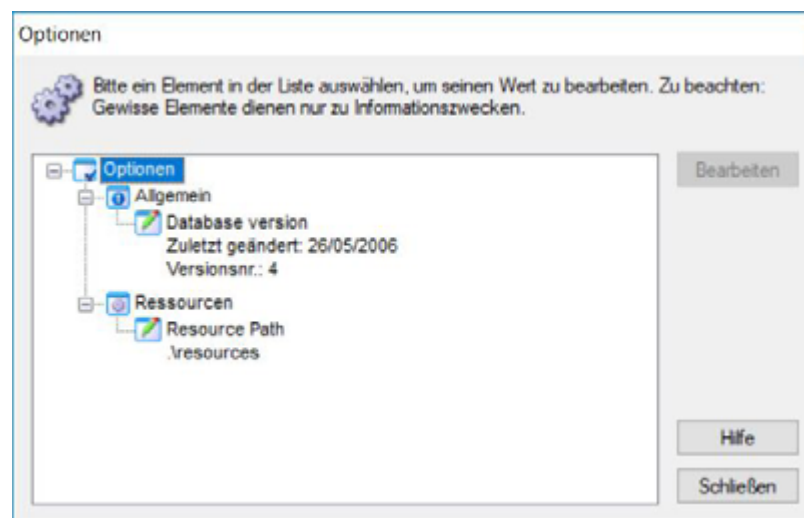 Optionen
Bitte ein Element in der Liste auswählen, um seinen Wert zu bearbeiten. Zu beachten:
Gewisse Elemente dienen nur zu Informationszwecken.
Optionen
Bearbeiten
Allgemein
Database version
Zuletzt geändert: 26/05/2006
Versionsnr.: 4
Ressourcen
Resource Path
.\resources
Hilfe
Schließen